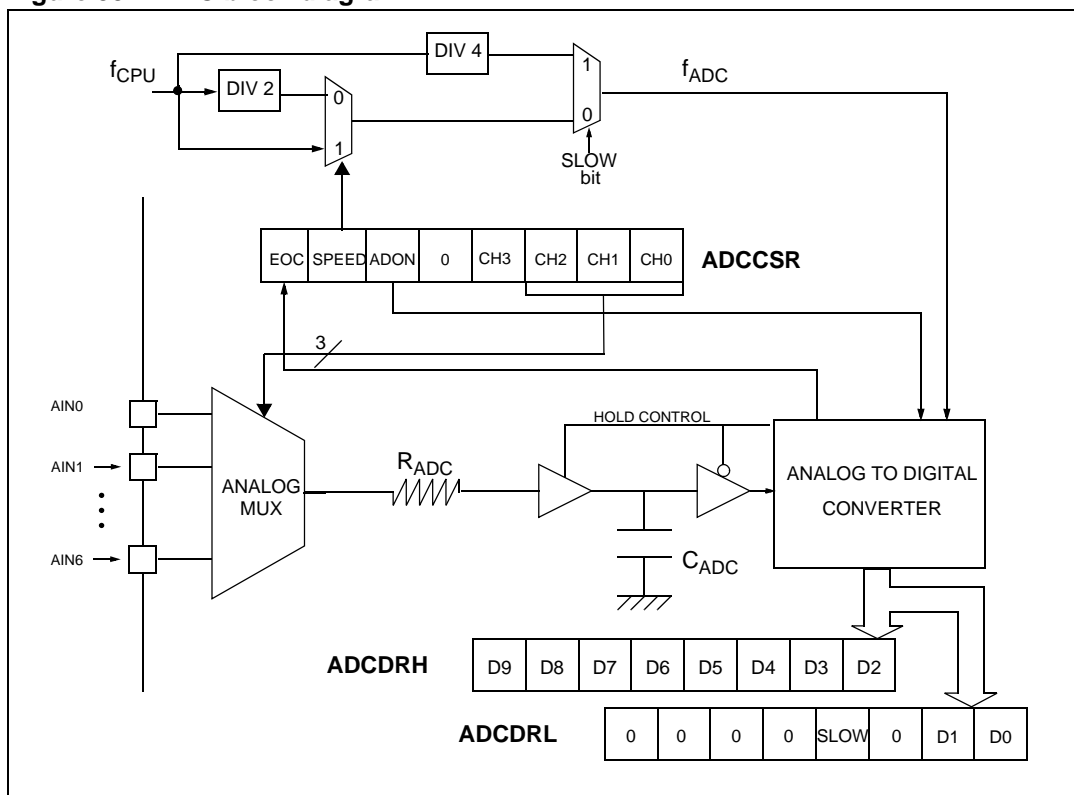 DIV 4
fCPU
DIV 2
0
1
1
0
fADC
SLOW
bit
EOC SPEED ADON 0 CH3 CH2 CH1 CH0 ADCCSR
3
AIN0
AIN1
AIN6
ANALOG
MUX
RADC
HOLD CONTROL
CADC
ANALOG TO DIGITAL
CONVERTER
ADCDRH D9 D8 D7 D6 D5 D4 D3 D2
ADCDRL 0 0 0 0 SLOW 0 D1 D0